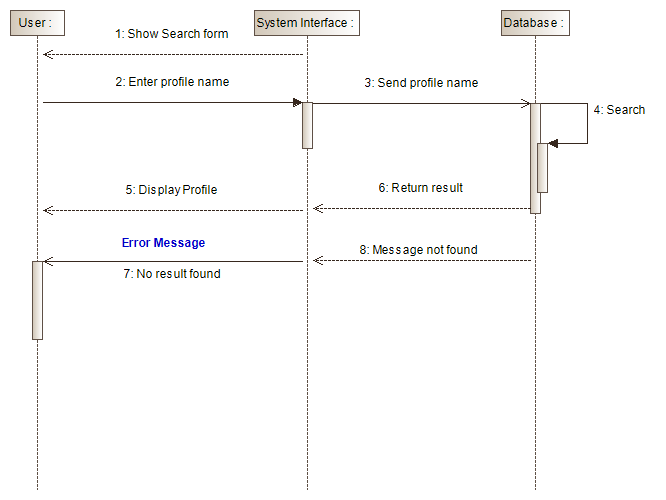 User :
System Interface :
Database :
1: Show Search form
2: Enter profile name
3: Send profile name
4: Search
5: Display Profile
6: Return result
Error Message
8: Message not found
7: No result found